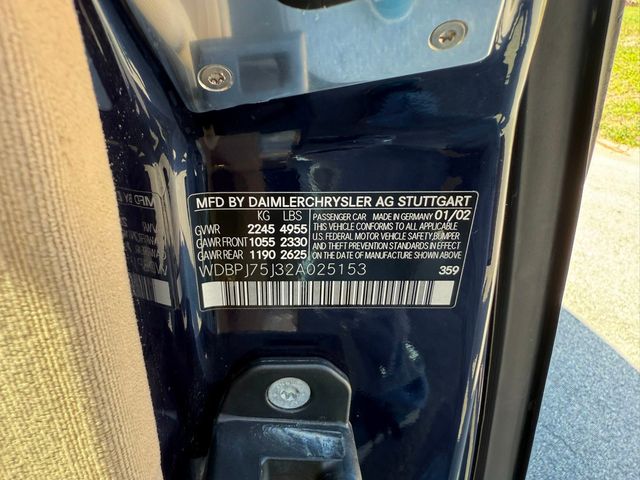 MFD BY DAIMLERCHRYSLER AG STUTTGART
KG LBS
GVWR 2245 4955
GAWR FRONT 1055 2330
GAWR REAR 1190 2625
PASSENGER CAR MADE IN GERMANY 01/02
THIS VEHICLE CONFORMS TO ALL APPLICABLE
U.S. FEDERAL MOTOR VEHICLE SAFETY, BUMPER
AND THEFT PREVENTION STANDARDS IN EFFECT
ON THE DATE OF MANUFACTURE SHOWN ABOVE.
WDBPJ75J32A025153 359